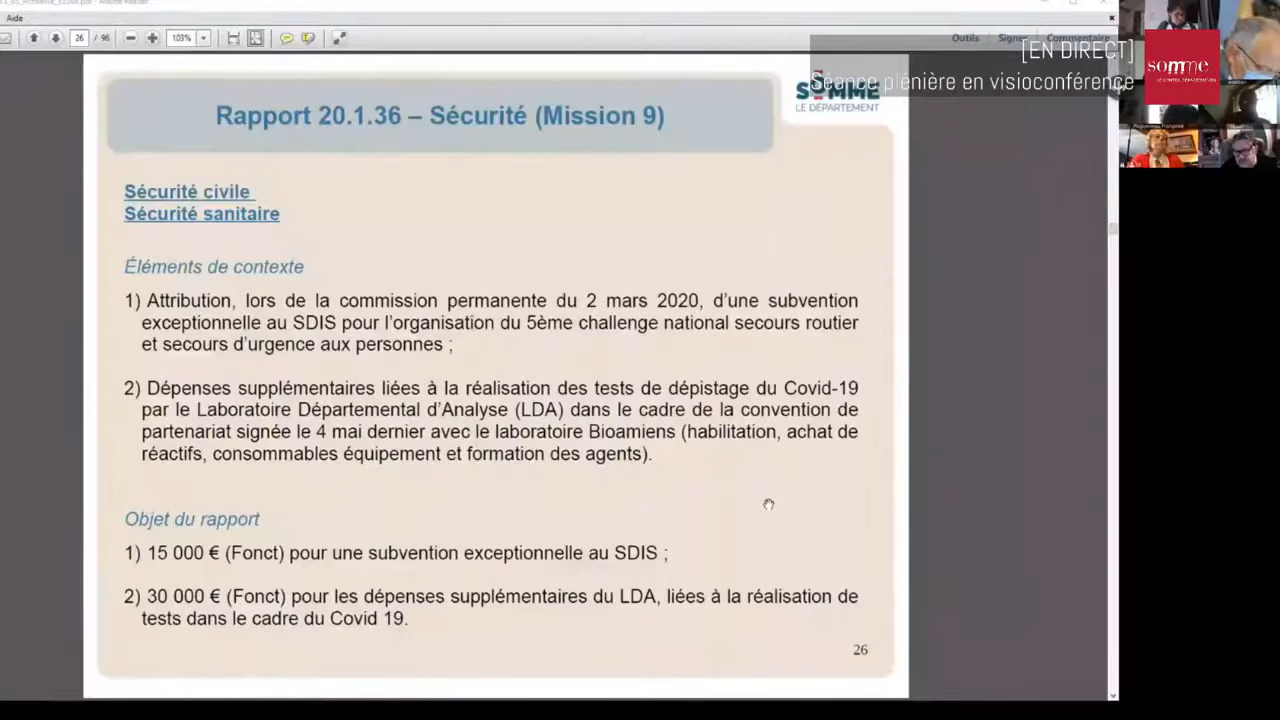 Aide
26 / 96
103%
Outils
Signer
Commentaire
[EN DIRECT]
Séance plénière en visioconférence
somme
LE CONSEIL DÉPARTEMENTAL
SOMME
LE DÉPARTEMENT
Rapport 20.1.36 – Sécurité (Mission 9)
Sécurité civile
Sécurité sanitaire
Éléments de contexte
1) Attribution, lors de la commission permanente du 2 mars 2020, d'une subvention
exceptionnelle au SDIS pour l'organisation du 5ème challenge national secours routier
et secours d'urgence aux personnes ;
2) Dépenses supplémentaires liées à la réalisation des tests de dépistage du Covid-19
par le Laboratoire Départemental d'Analyse (LDA) dans le cadre de la convention de
partenariat signée le 4 mai dernier avec le laboratoire Bioamiens (habilitation, achat de
réactifs, consommables équipement et formation des agents).
Objet du rapport
1) 15 000 € (Fonct) pour une subvention exceptionnelle au SDIS ;
2) 30 000 € (Fonct) pour les dépenses supplémentaires du LDA, liées à la réalisation de
tests dans le cadre du Covid 19.
26